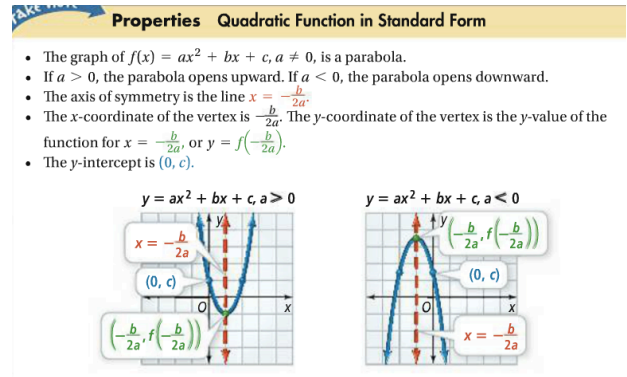 TAKE NOTE
Properties Quadratic Function in Standard Form
• The graph of f(x) = ax² + bx + c, a ≠ 0, is a parabola.
• If a > 0, the parabola opens upward. If a < 0, the parabola opens downward.
• The axis of symmetry is the line x = −b/2a.
• The x-coordinate of the vertex is −b/2a. The y-coordinate of the vertex is the y-value of the
function for x = −b/2a, or y = f(−b/2a).
• The y-intercept is (0, c).
y = ax² + bx + c, a > 0
y
x = −b/2a
(0, c)
O
x
(−b/2a, f(−b/2a))
y = ax² + bx + c, a < 0
y
(−b/2a, f(−b/2a))
(0, c)
O
x
x = −b/2a